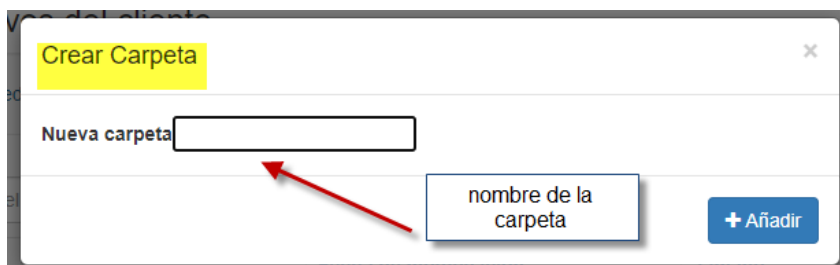 Crear Carpeta
×
Nueva carpeta
nombre de la
carpeta
+ Añadir